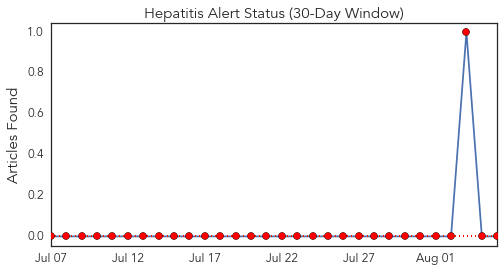 Hepatitis Alert Status (30-Day Window)
Articles Found
1.0
0.8
0.6
0.4
0.2
0.0
Jul 07 Jul 12 Jul 17 Jul 22 Jul 27 Aug 01